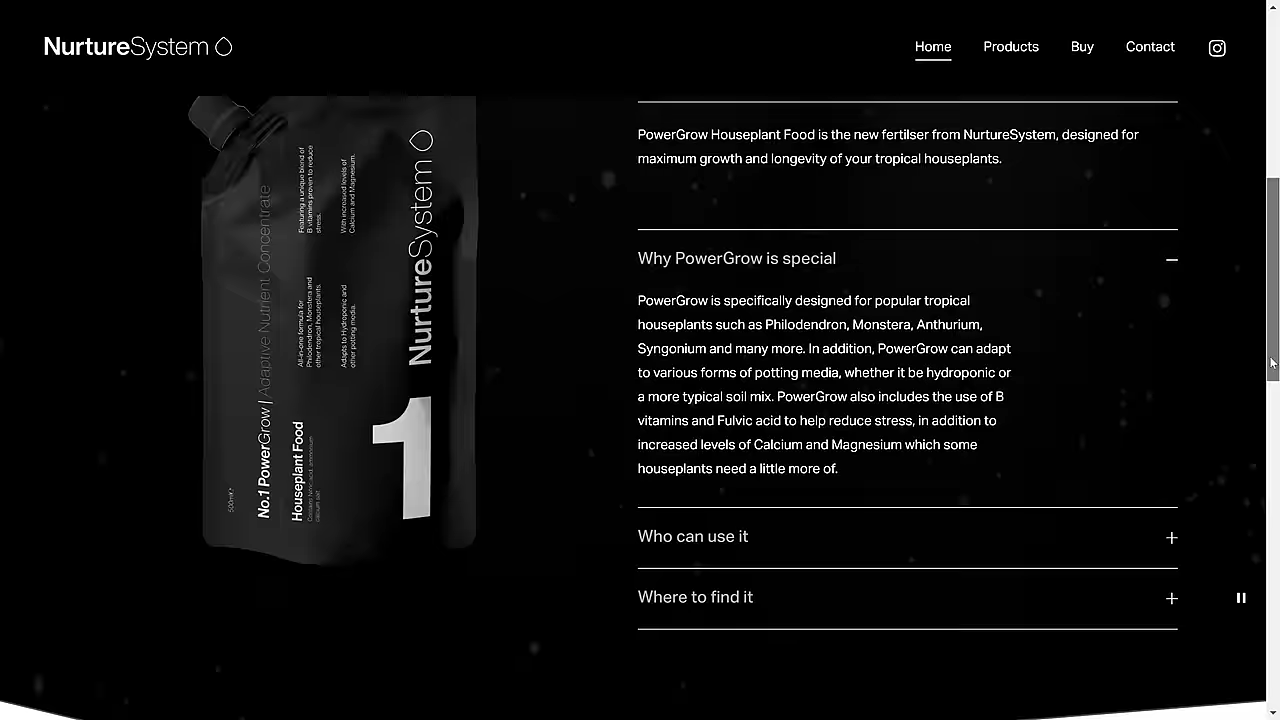 NurtureSystem
Home
Products
Buy
Contact
PowerGrow Houseplant Food is the new fertilser from NurtureSystem, designed for
maximum growth and longevity of your tropical houseplants.
Why PowerGrow is special
PowerGrow is specifically designed for popular tropical
houseplants such as Philodendron, Monstera, Anthurium,
Syngonium and many more. In addition, PowerGrow can adapt
to various forms of potting media, whether it be hydroponic or
a more typical soil mix. PowerGrow also includes the use of B
vitamins and Fulvic acid to help reduce stress, in addition to
increased levels of Calcium and Magnesium which some
houseplants need a little more of.
Who can use it
Where to find it
500ml
No.1 PowerGrow | Adaptive Nutrient Concentrate
Houseplant Food
All-in-one formula for
Philodendron, Monstera and
other tropical houseplants.
Featuring a unique blend of
B vitamins proven to reduce
stress.
Adapts to hydroponic and
other potting media.
With increased levels of
Calcium and Magnesium.
1
NurtureSystem